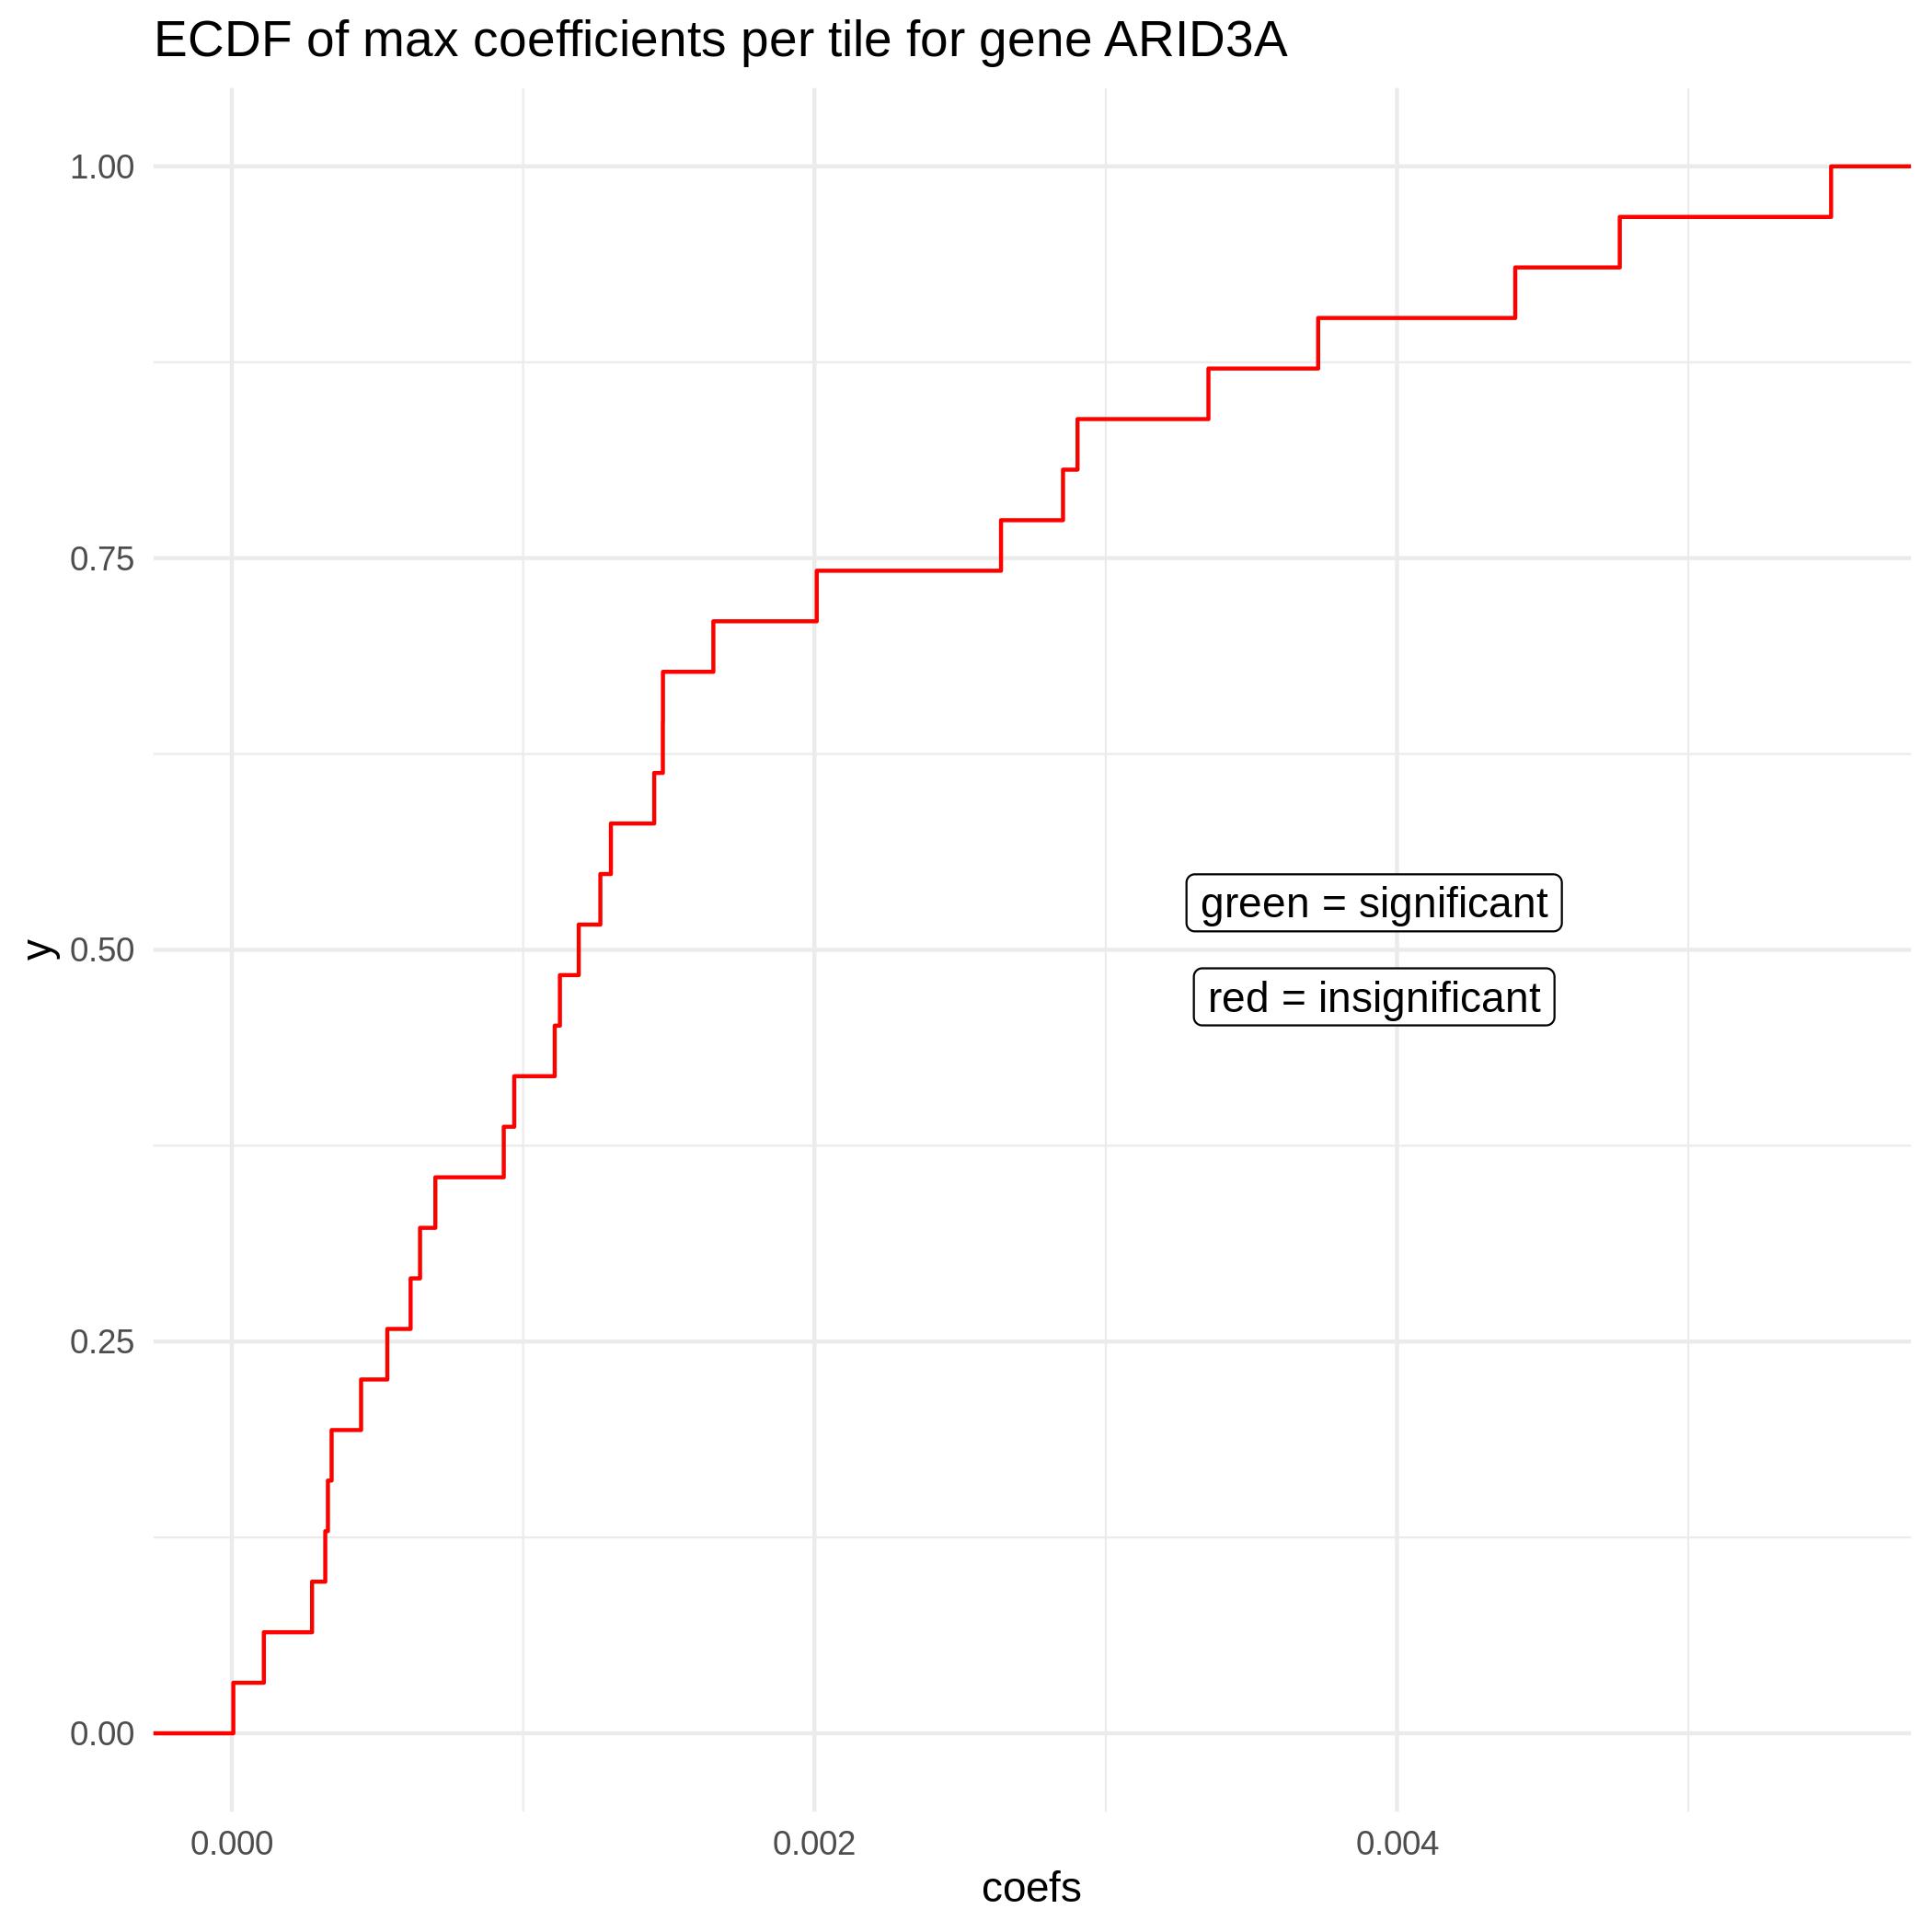 ECDF of max coefficients per tile for gene ARID3A
1.00
0.75
0.50
0.25
0.00
y
green = significant
red = insignificant
0.000
0.002
0.004
coefs